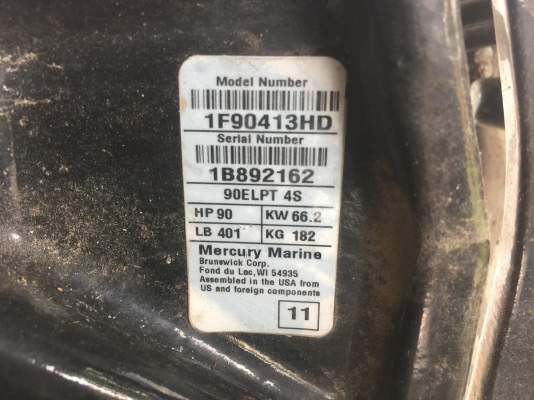 Model Number
1F90413HD
Serial Number
1B892162
90ELPT 4S
HP 90 KW 66.2
LB 401 KG 182
Mercury Marine
Brunswick Corp.
Fond du Lac, WI 54935
Assembled in the USA from
US and foreign components
11